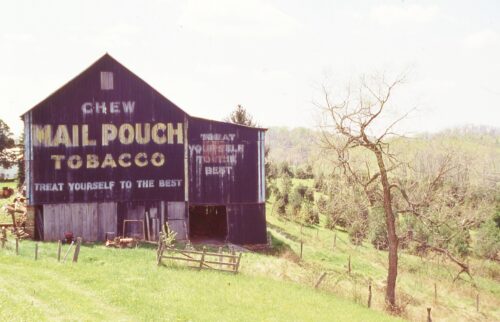 CHEW
MAIL POUCH
TOBACCO
TREAT YOURSELF TO THE BEST
TREAT
YOURSELF
TO THE
BEST